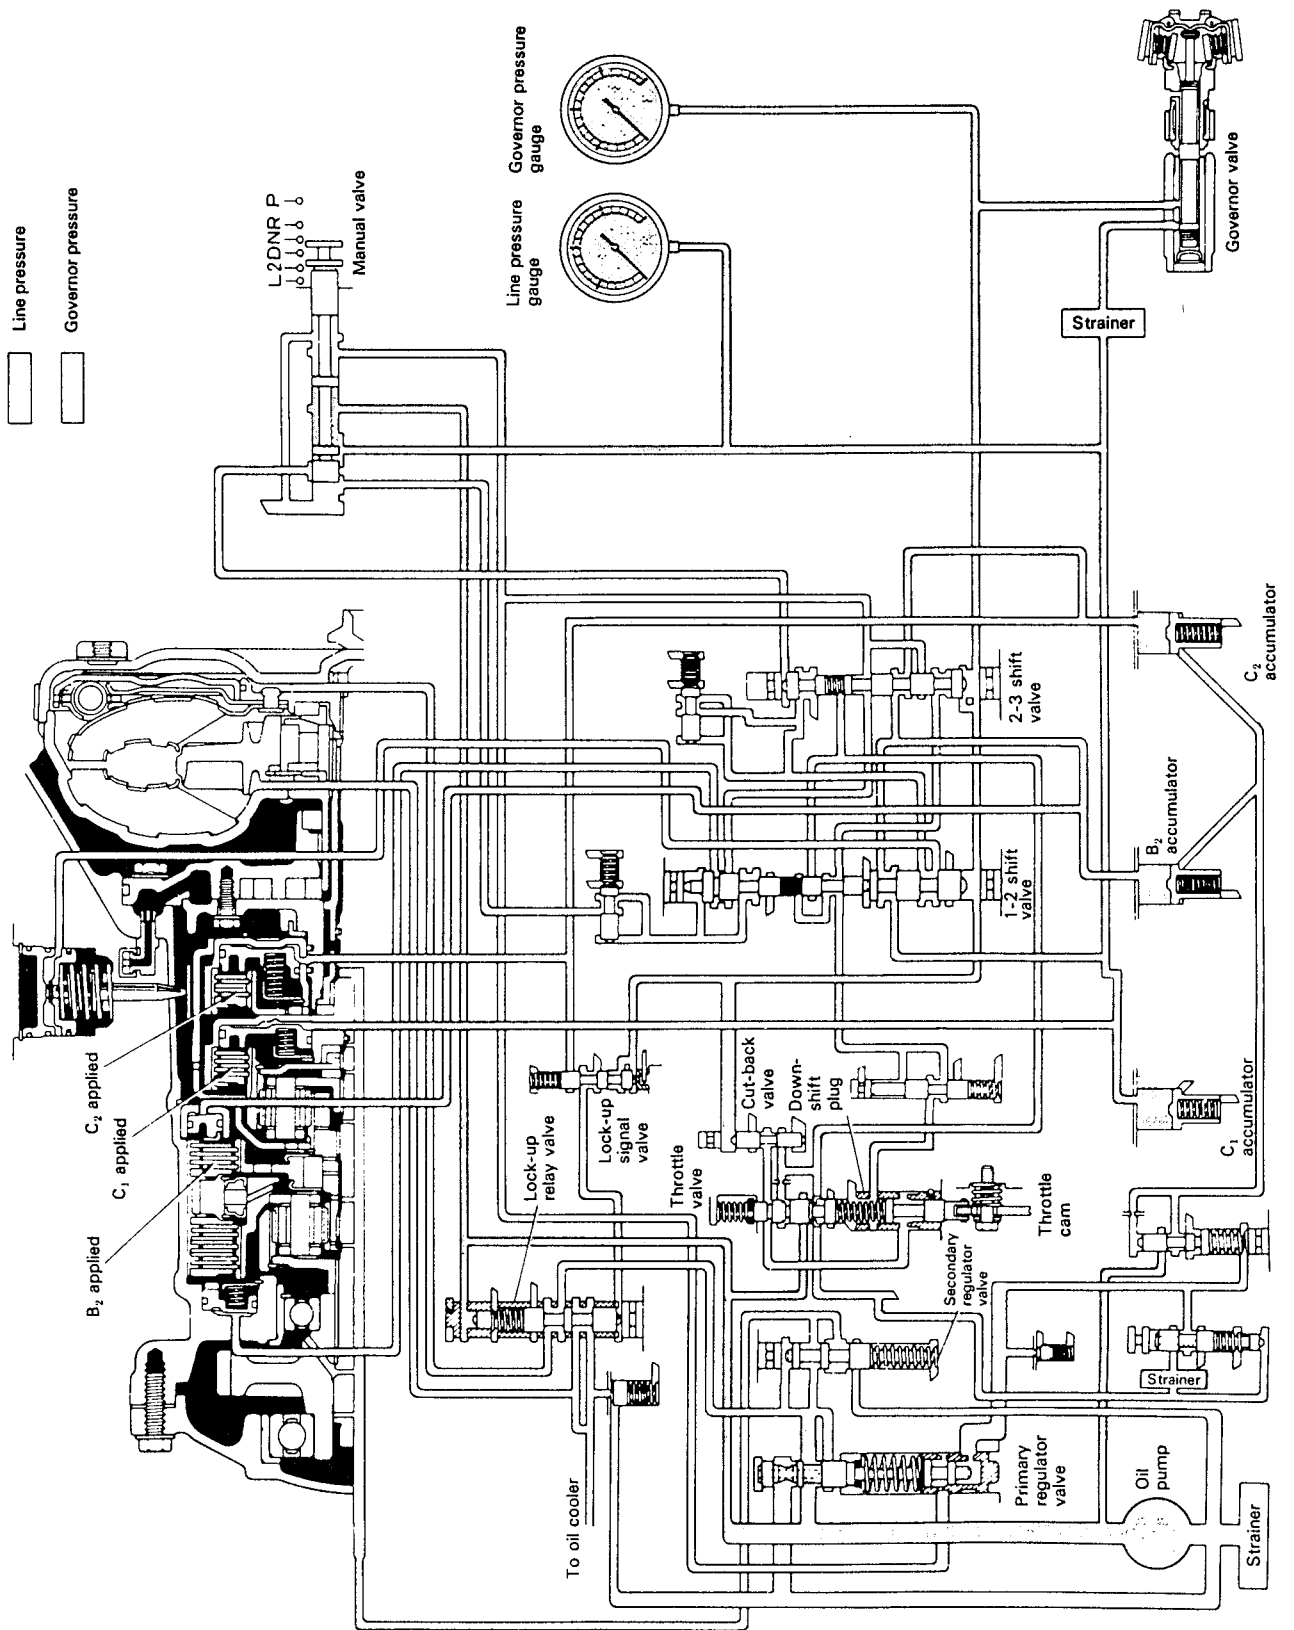 Line pressure
Governor pressure
L 2 D N R P
Manual valve
Governor pressure
gauge
Line pressure
gauge
Governor valve
Strainer
C₂ applied
C₁ applied
B₂ applied
2-3 shift
valve
1-2 shift
valve
C₂
accumulator
B₂
accumulator
C₁
accumulator
Lock-up
relay valve
Lock-up
signal
valve
Cut-back
valve
Down-
shift
plug
Throttle
valve
Throttle
cam
Secondary
regulator
valve
Primary
regulator
valve
To oil cooler
Oil
pump
Strainer
Strainer